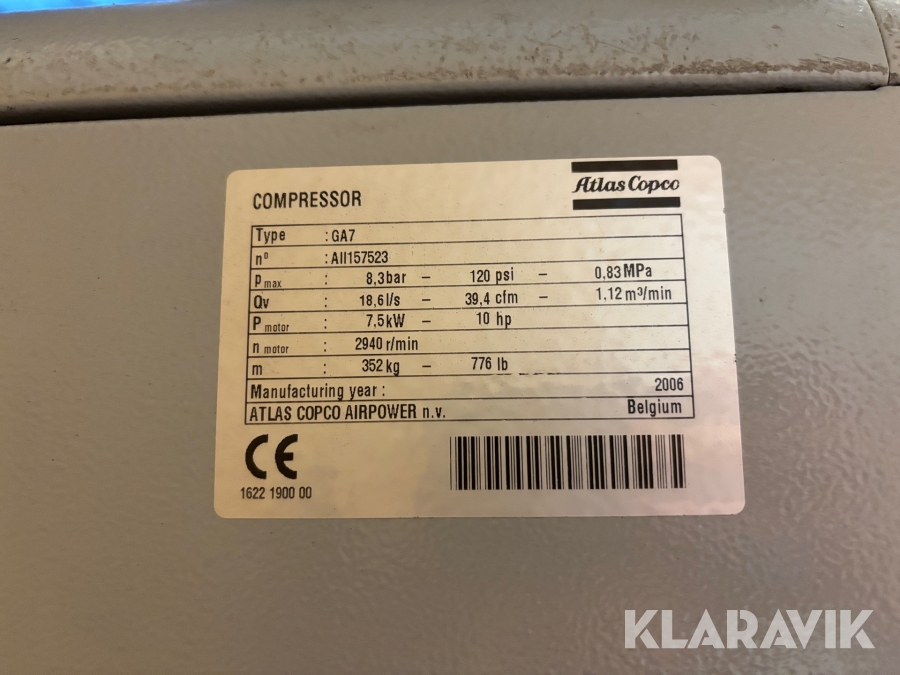 COMPRESSOR
Atlas Copco
Type : GA7
nº : AII157523
p max : 8,3bar – 120 psi – 0,83 MPa
Qv : 18,6 l/s – 39,4 cfm – 1,12 m³/min
P motor : 7,5kW – 10 hp
n motor : 2940 r/min
m : 352 kg – 776 lb
Manufacturing year : 2006
ATLAS COPCO AIRPOWER n.v. Belgium
CE
1622 1900 00
KLARAVIK